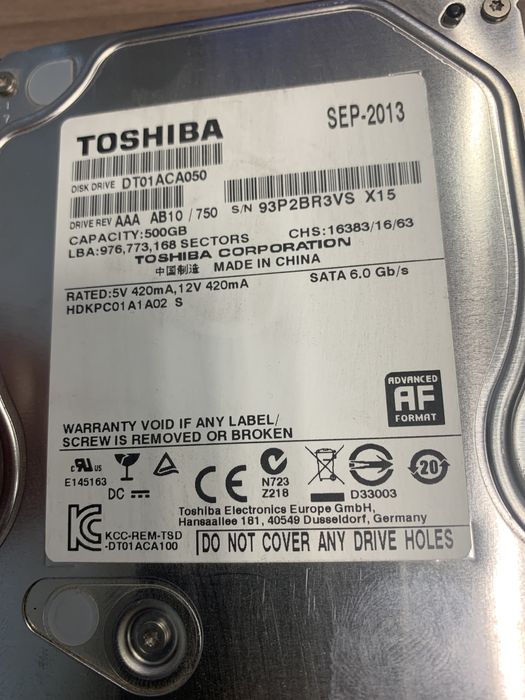 TOSHIBA
SEP-2013
DISK DRIVE DT01ACA050
DRIVE REV AAA AB10 / 750
S/N 93P2BR3VS X15
CAPACITY:500GB
CHS:16383/16/63
LBA:976,773,168 SECTORS
TOSHIBA CORPORATION
中国制造 MADE IN CHINA
RATED:5V 420mA,12V 420mA
SATA 6.0 Gb/s
HDKPC01A1A02 S
ADVANCED
AF
FORMAT
WARRANTY VOID IF ANY LABEL/
SCREW IS REMOVED OR BROKEN
c RU us
E145163
DC
CE
N723
Z218
D33003
20
Toshiba Electronics Europe GmbH,
Hansaallee 181, 40549 Dusseldorf, Germany
KC
KCC-REM-TSD
-DT01ACA100
DO NOT COVER ANY DRIVE HOLES